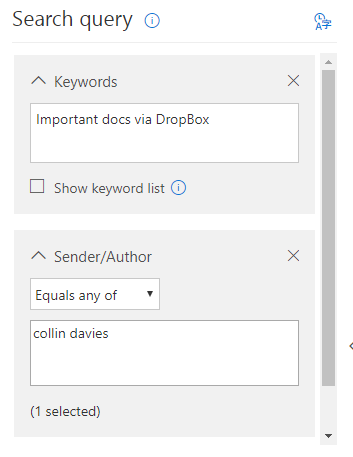 Search query
Keywords
Important docs via DropBox
Show keyword list
Sender/Author
Equals any of
collin davies
(1 selected)